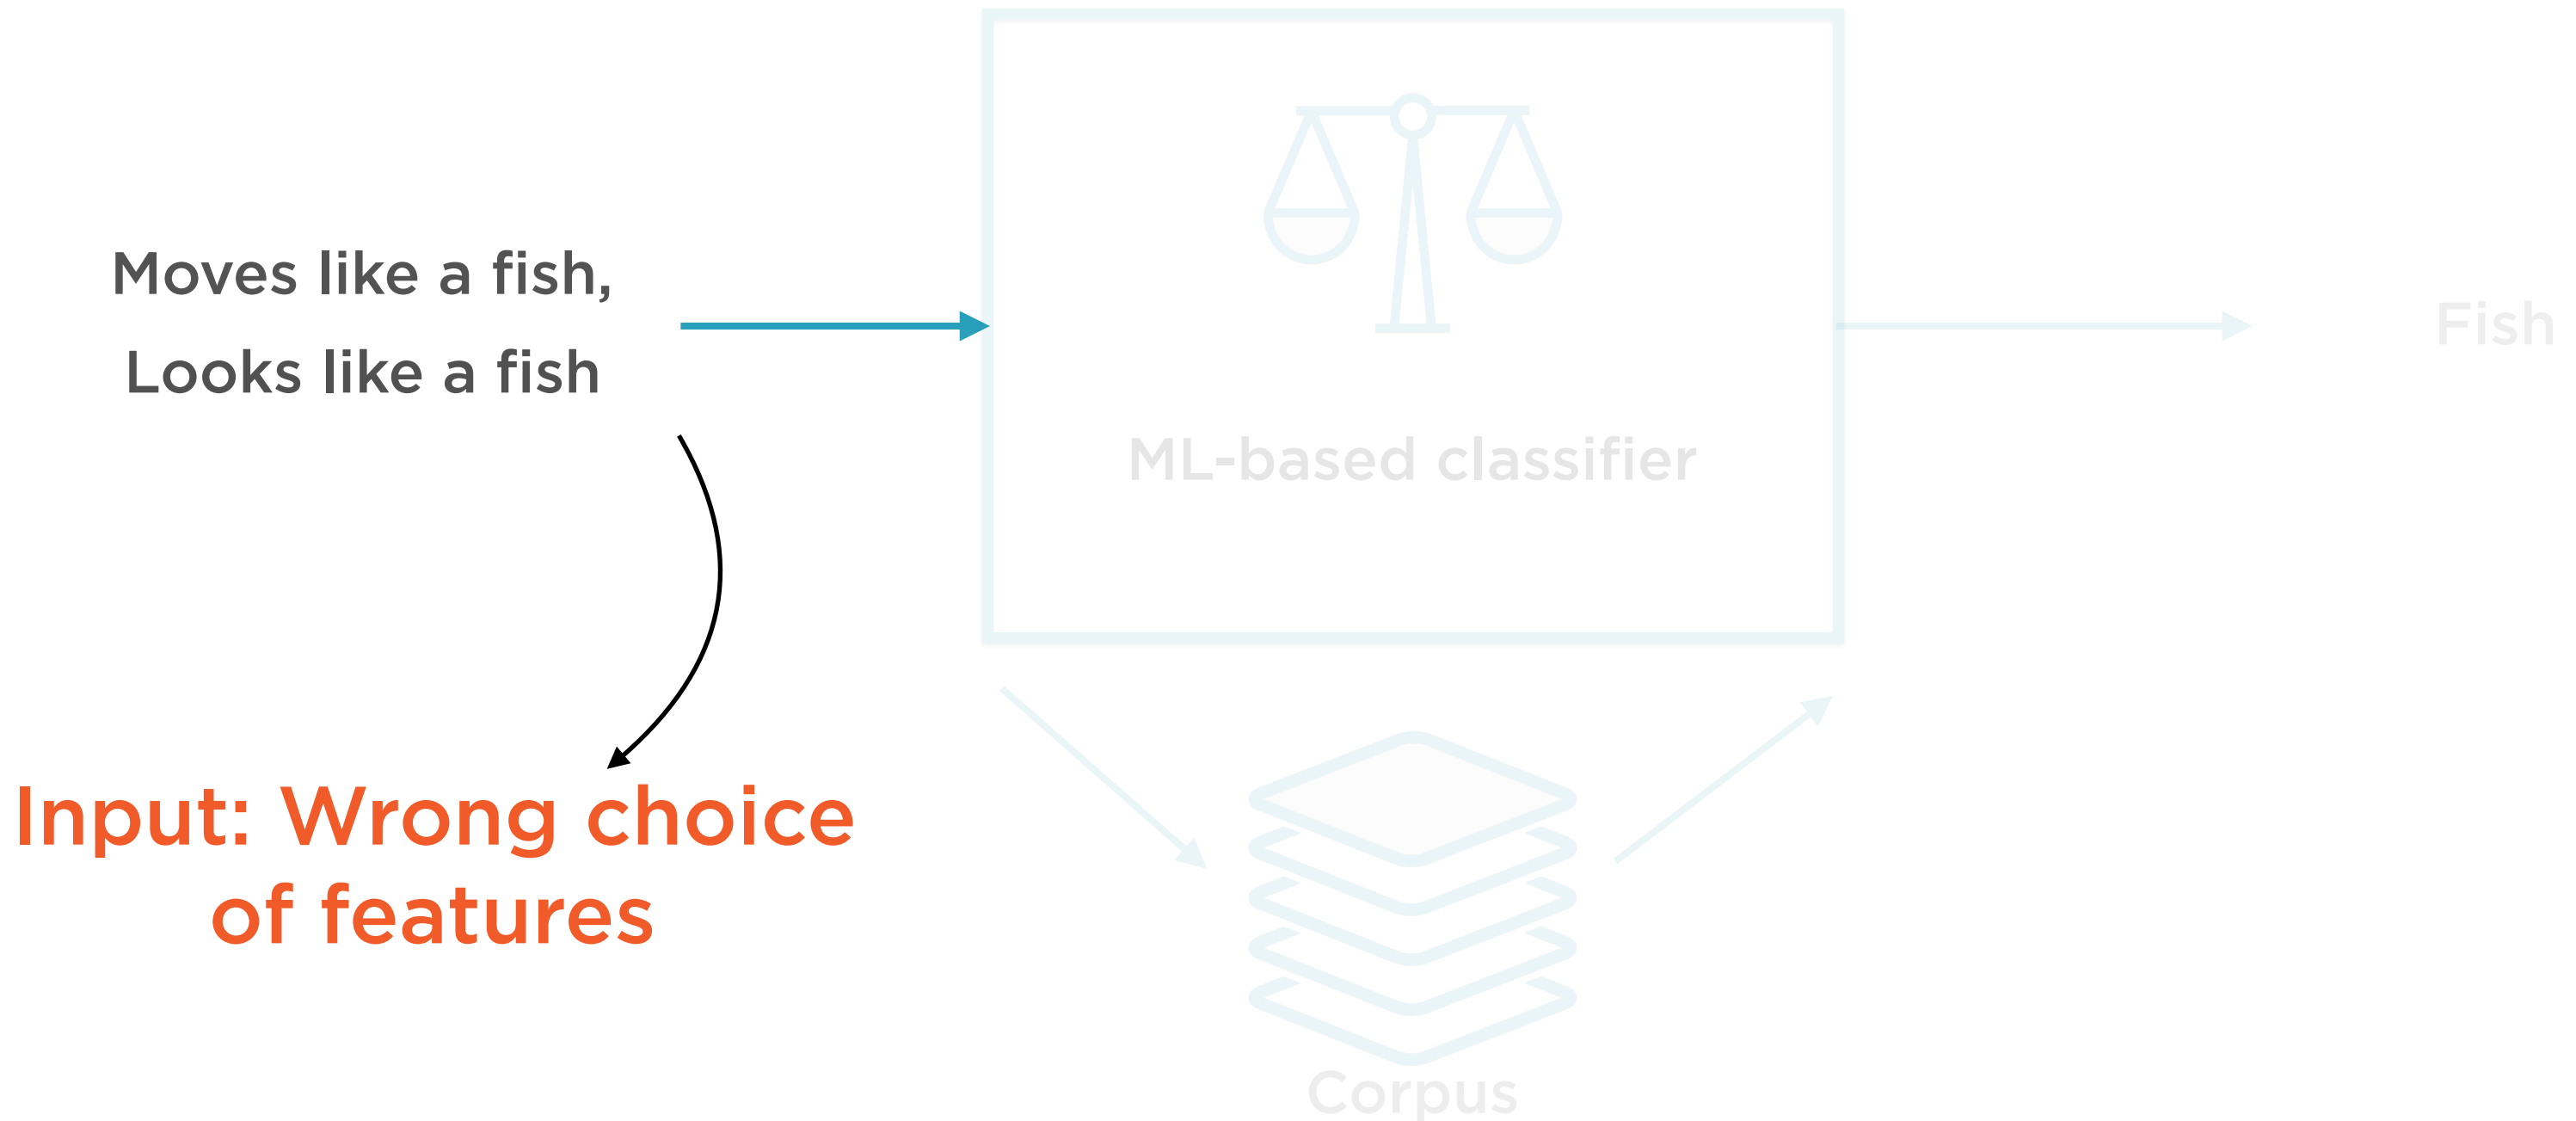 Moves like a fish,
Looks like a fish
ML-based classifier
Fish
Input: Wrong choice
of features
Corpus